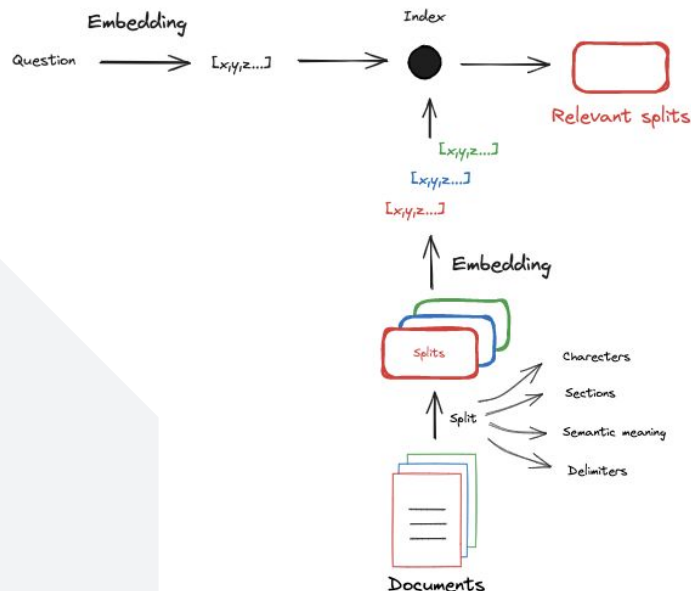 Embedding
Index
Question
[x,y,z...]
Relevant splits
[x,y,z...]
[x,y,z...]
[x,y,z...]
Embedding
Splits
Charecters
Split
Sections
Semantic meaning
Delimiters
Documents